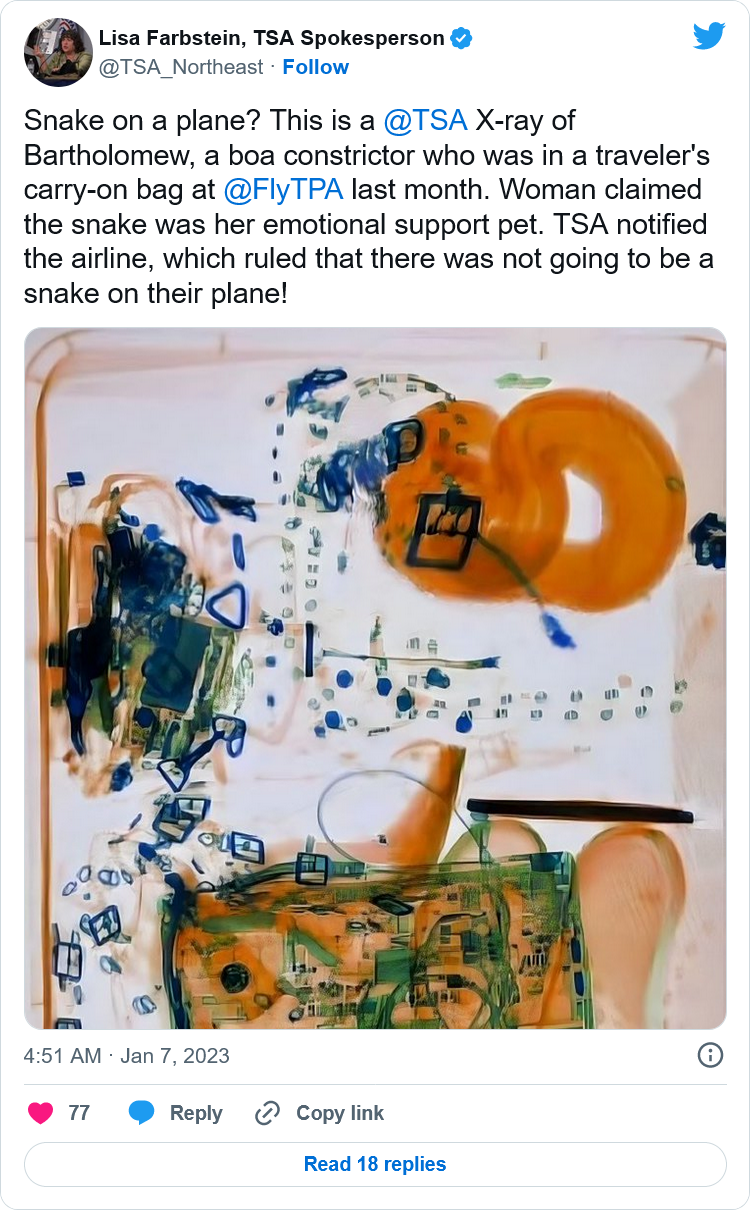 Lisa Farbstein, TSA Spokesperson
@TSA_Northeast · Follow
Snake on a plane? This is a @TSA X-ray of
Bartholomew, a boa constrictor who was in a traveler's
carry-on bag at @FlyTPA last month. Woman claimed
the snake was her emotional support pet. TSA notified
the airline, which ruled that there was not going to be a
snake on their plane!
4:51 AM · Jan 7, 2023
77 Reply Copy link
Read 18 replies